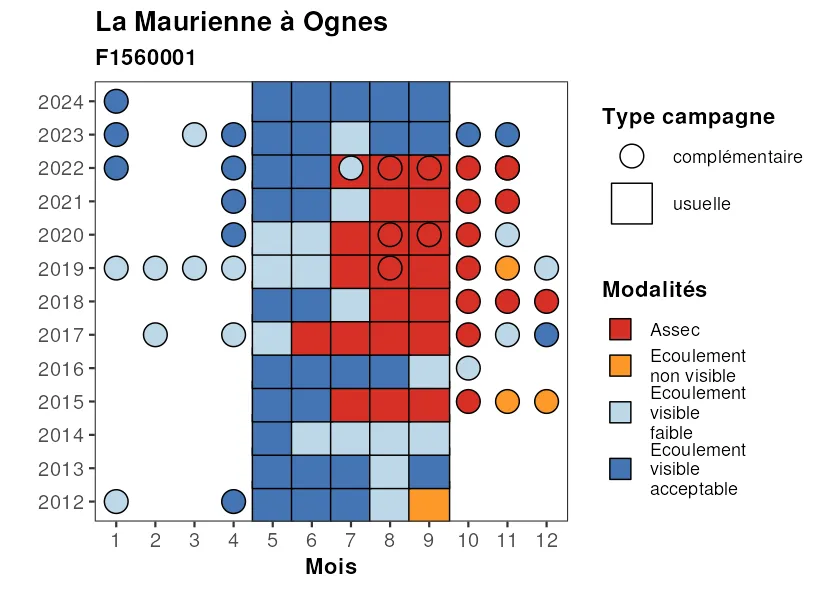 La Maurienne à Ognes
F1560001
2024
2023
2022
2021
2020
2019
2018
2017
2016
2015
2014
2013
2012
1 2 3 4 5 6 7 8 9 10 11 12
Mois
Type campagne
complémentaire
usuelle
Modalités
Assec
Ecoulement
non visible
Ecoulement
visible
faible
Ecoulement
visible
acceptable